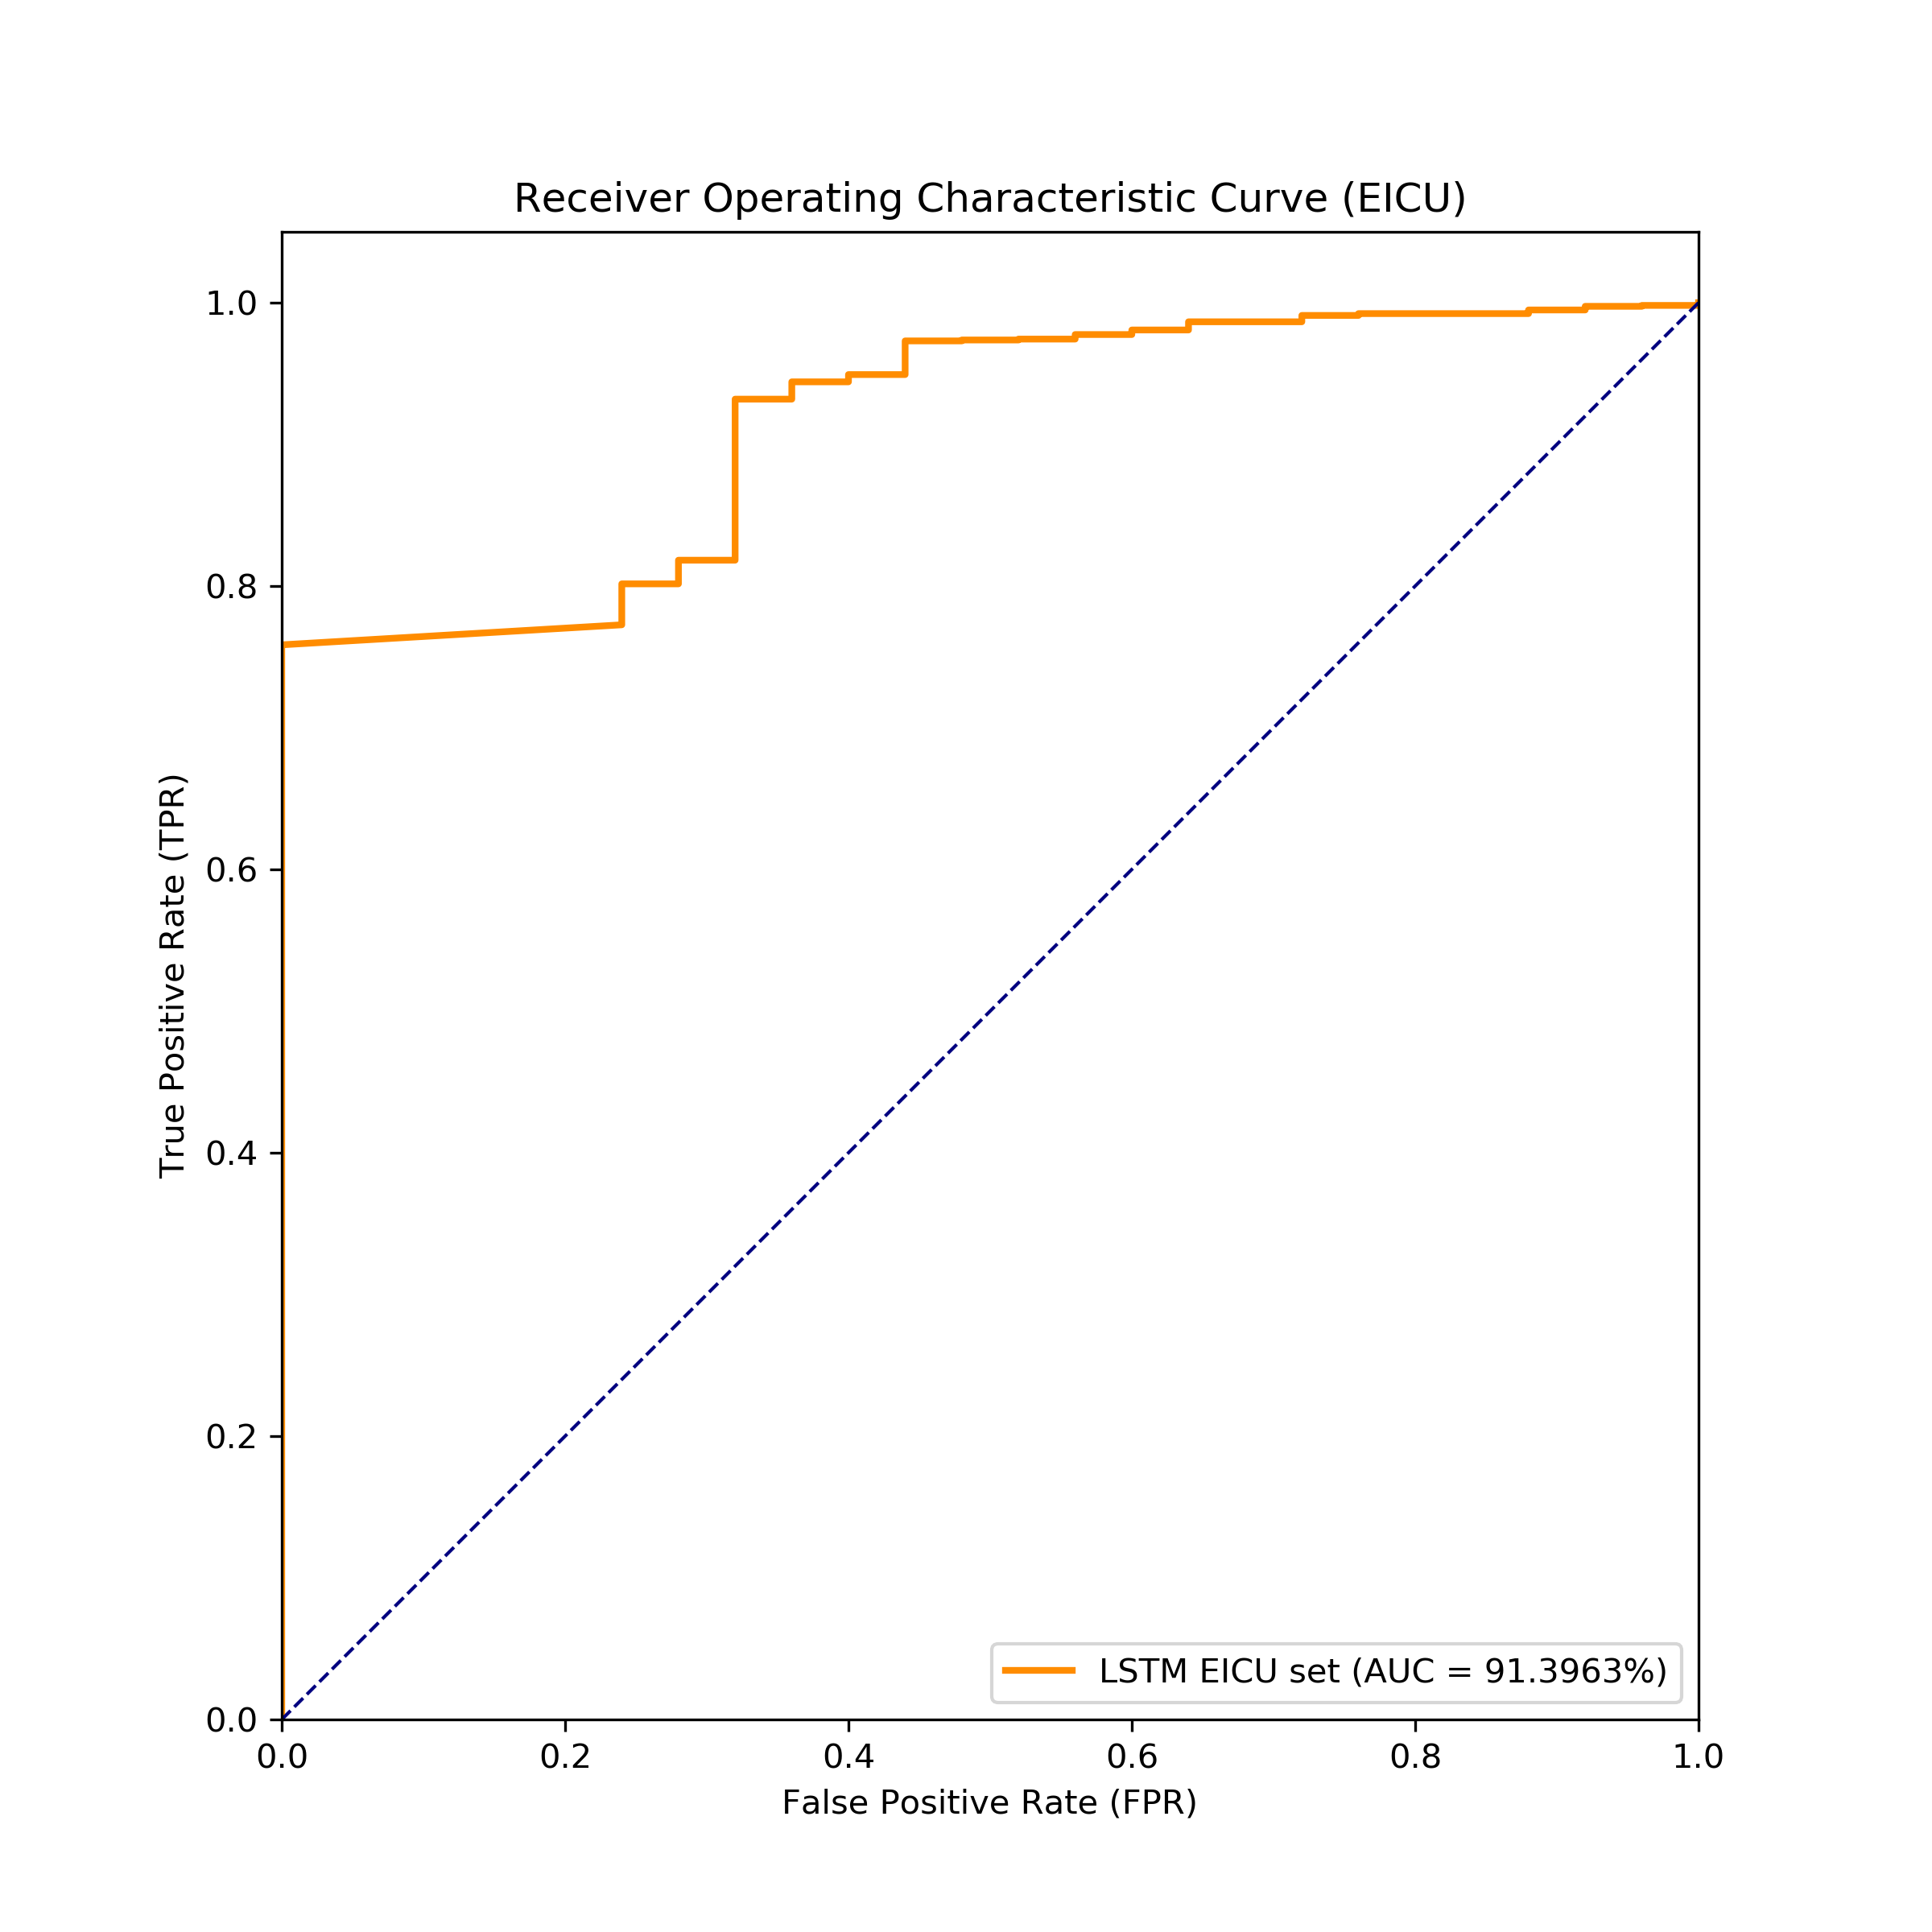 Receiver Operating Characteristic Curve (EICU)
True Positive Rate (TPR)
1.0
0.8
0.6
0.4
0.2
0.0
LSTM EICU set (AUC = 91.3963%)
0.0 0.2 0.4 0.6 0.8 1.0
False Positive Rate (FPR)